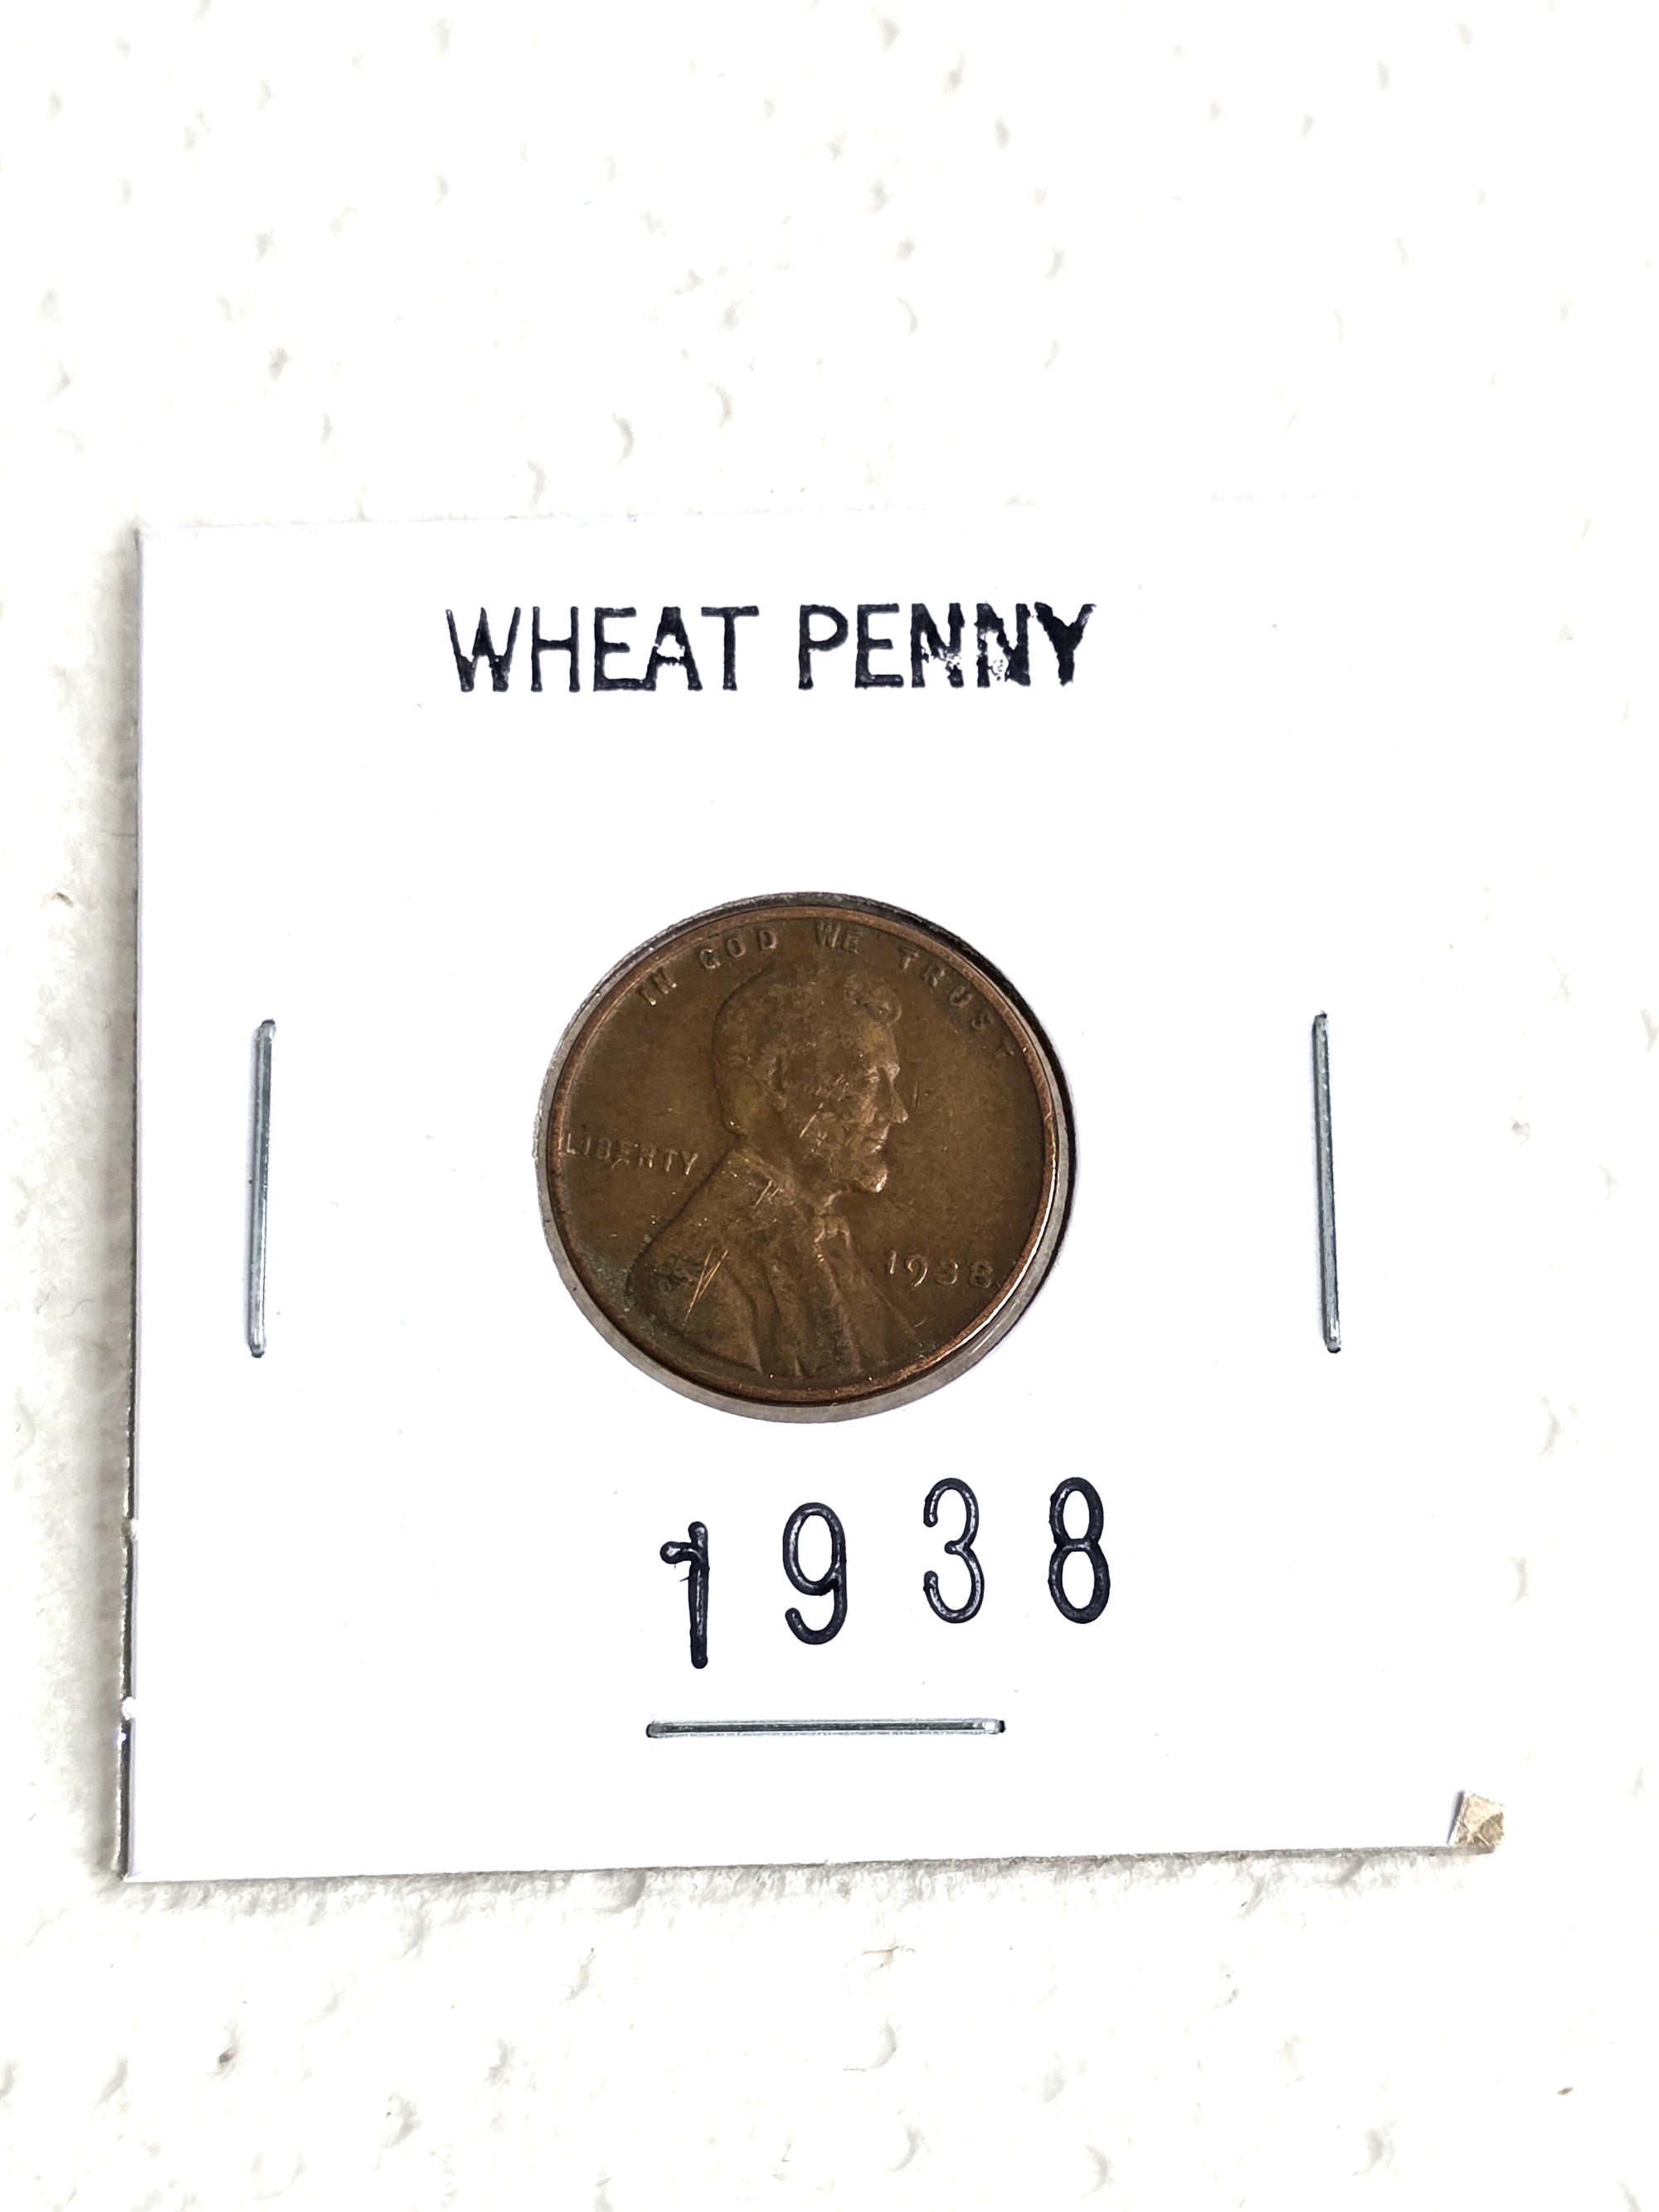 WHEAT PENNY
IN GOD WE TRUST
LIBERTY
1938
1938